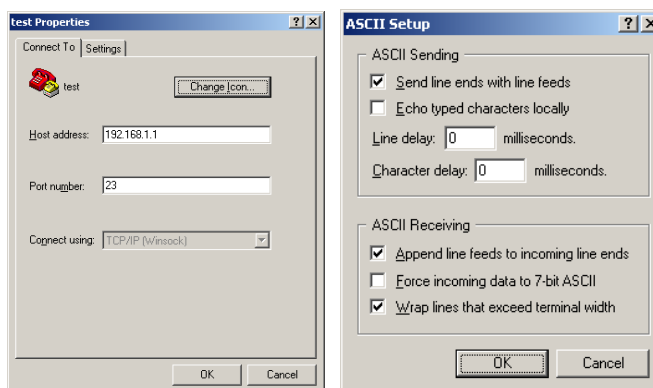 test Properties
Connect To
Settings
test
Change Icon...
Host address:
192.168.1.1
Port number:
23
Connect using:
TCP/IP (Winsock)
OK
Cancel
ASCII Setup
ASCII Sending
Send line ends with line feeds
Echo typed characters locally
Line delay: 0 milliseconds.
Character delay: 0 milliseconds.
ASCII Receiving
Append line feeds to incoming line ends
Force incoming data to 7-bit ASCII
Wrap lines that exceed terminal width
OK
Cancel